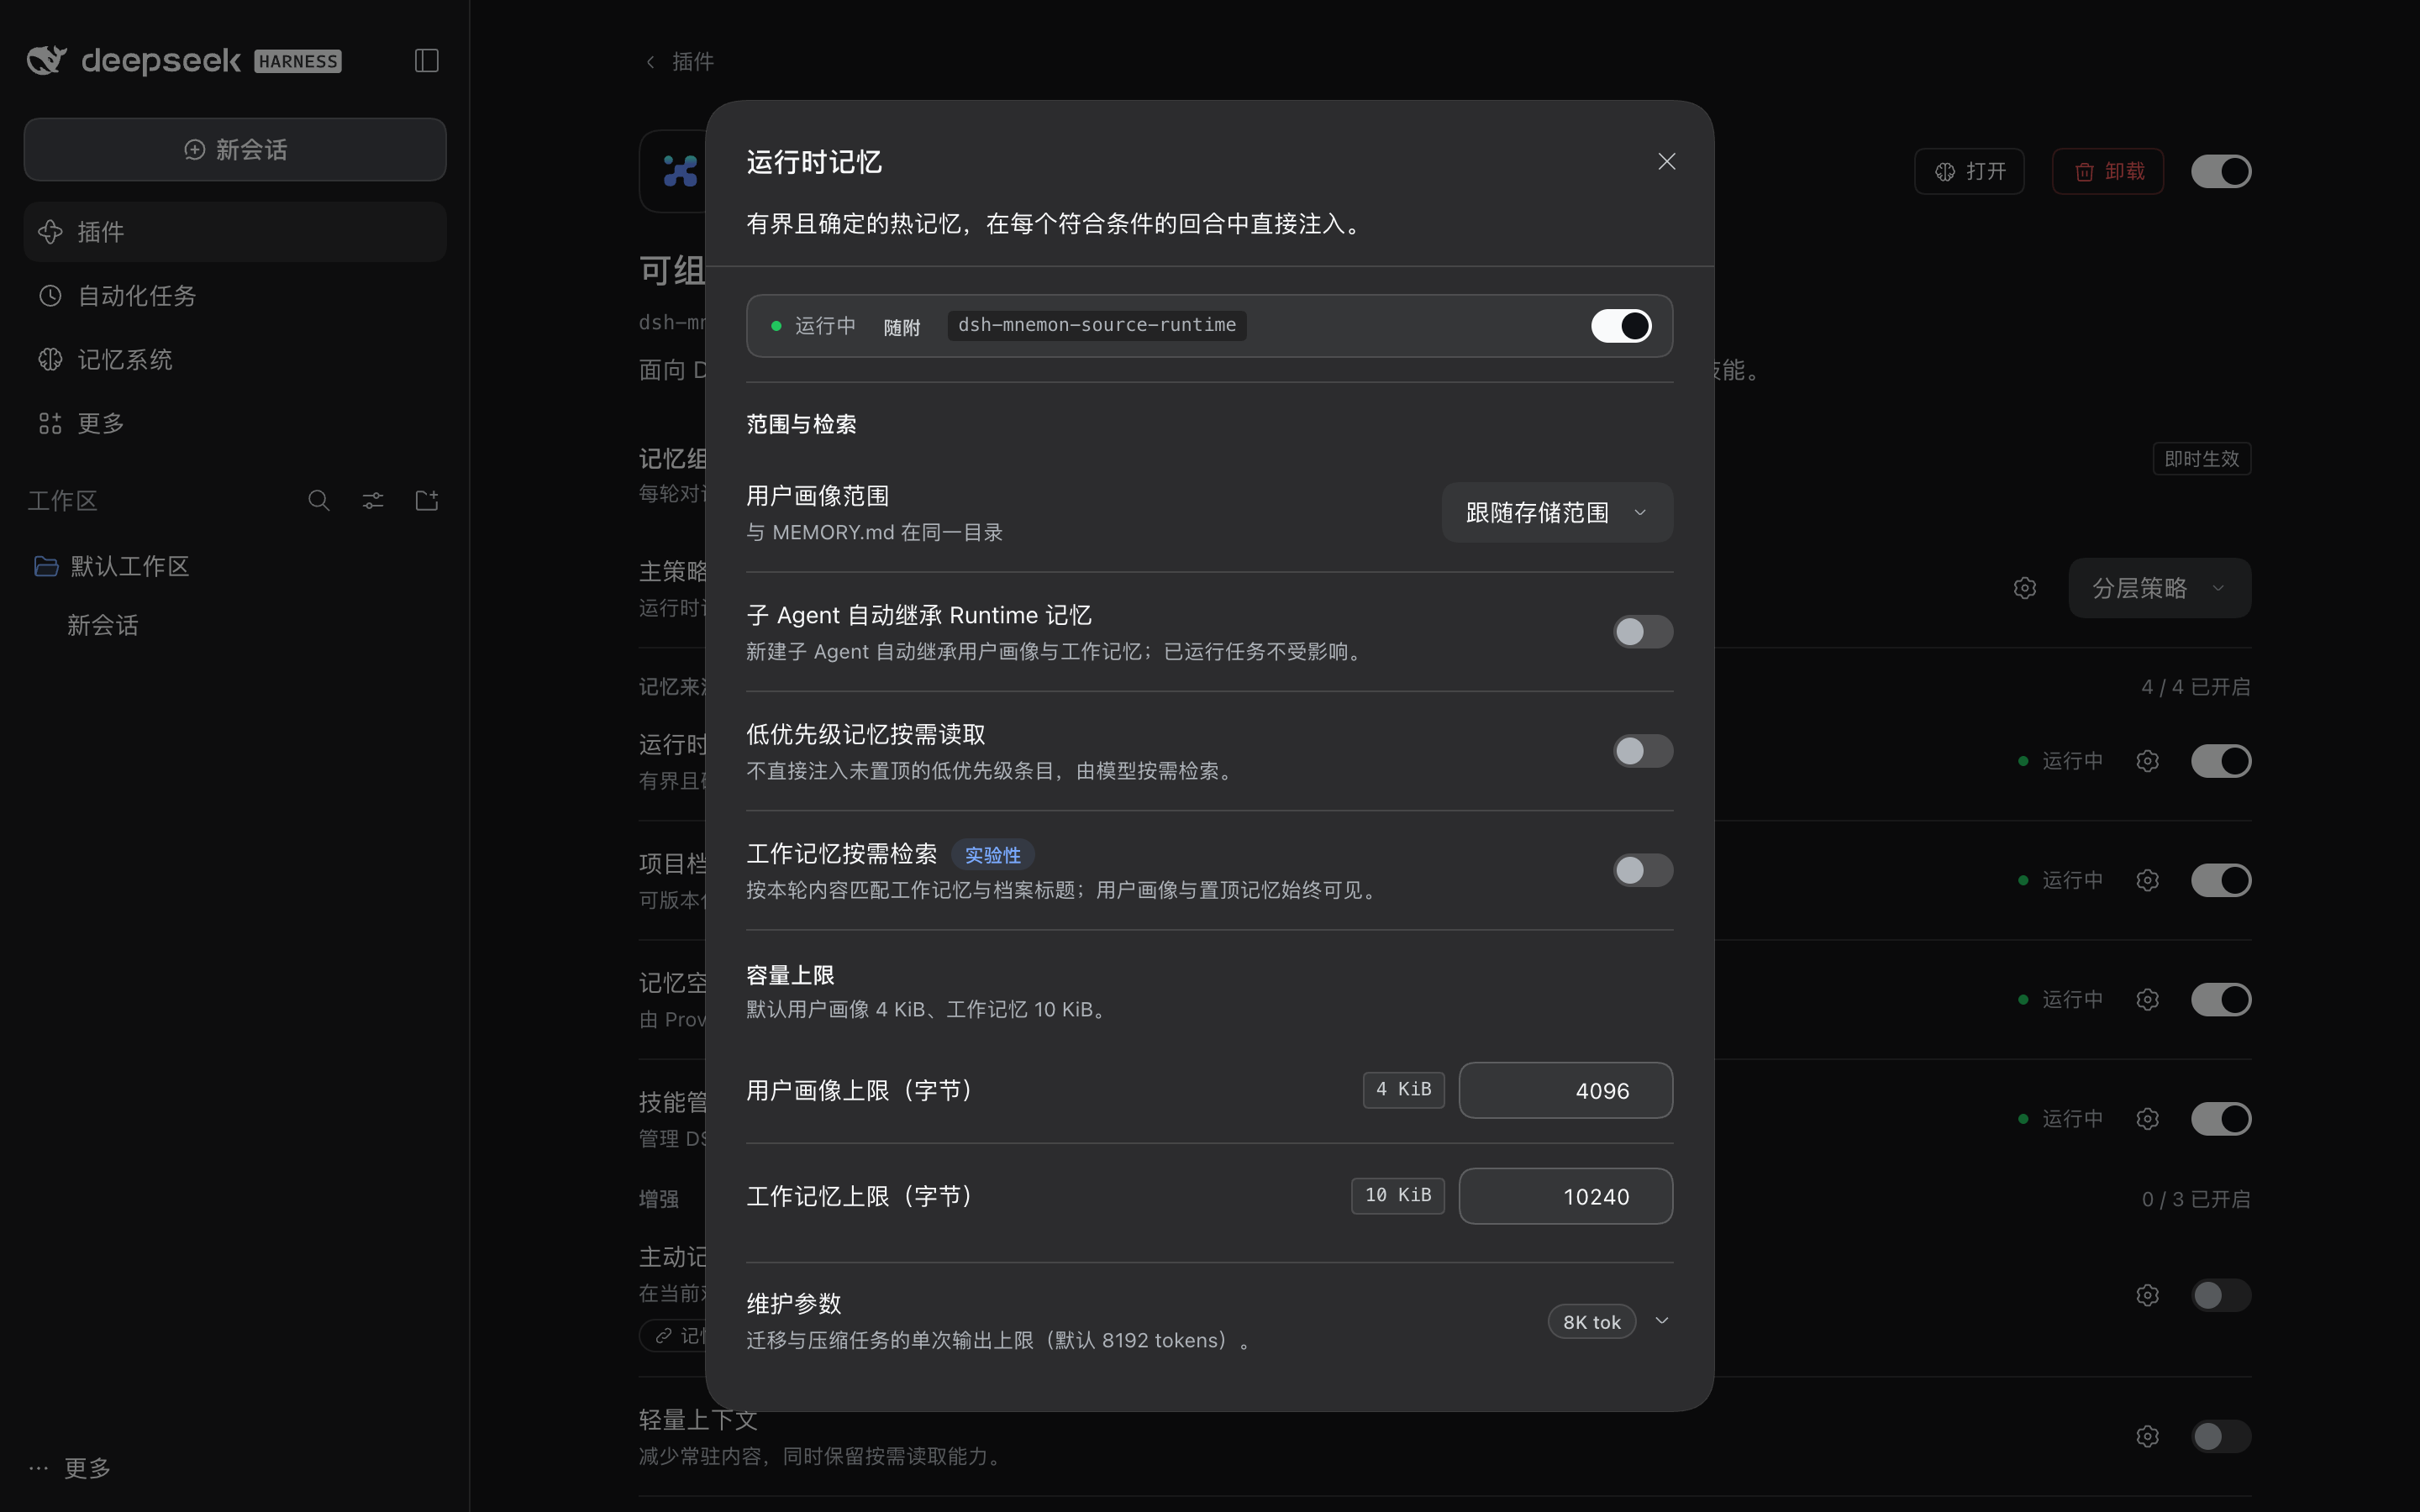 deepseek HARNESS
新会话
插件
自动化任务
记忆系统
更多
工作区
默认工作区
新会话
更多
插件
打开
卸载
可组
dsh-mn
面向 D
技能。
记忆组
每轮对
即时生效
主策略
运行时
分层策略
记忆来
4 / 4 已开启
运行时
有界且
运行中
项目档
可版本
运行中
记忆空
由 Prov
运行中
技能管
管理 DS
运行中
增强
0 / 3 已开启
主动记
在当前
记
轻量上下文
减少常驻内容，同时保留按需读取能力。
运行时记忆
有界且确定的热记忆，在每个符合条件的回合中直接注入。
运行中 随附 dsh-mnemon-source-runtime
范围与检索
用户画像范围
与 MEMORY.md 在同一目录
跟随存储范围
子 Agent 自动继承 Runtime 记忆
新建子 Agent 自动继承用户画像与工作记忆；已运行任务不受影响。
低优先级记忆按需读取
不直接注入未置顶的低优先级条目，由模型按需检索。
工作记忆按需检索 实验性
按本轮内容匹配工作记忆与档案标题；用户画像与置顶记忆始终可见。
容量上限
默认用户画像 4 KiB、工作记忆 10 KiB。
用户画像上限（字节） 4 KiB 4096
工作记忆上限（字节） 10 KiB 10240
维护参数
迁移与压缩任务的单次输出上限（默认 8192 tokens）。
8K tok